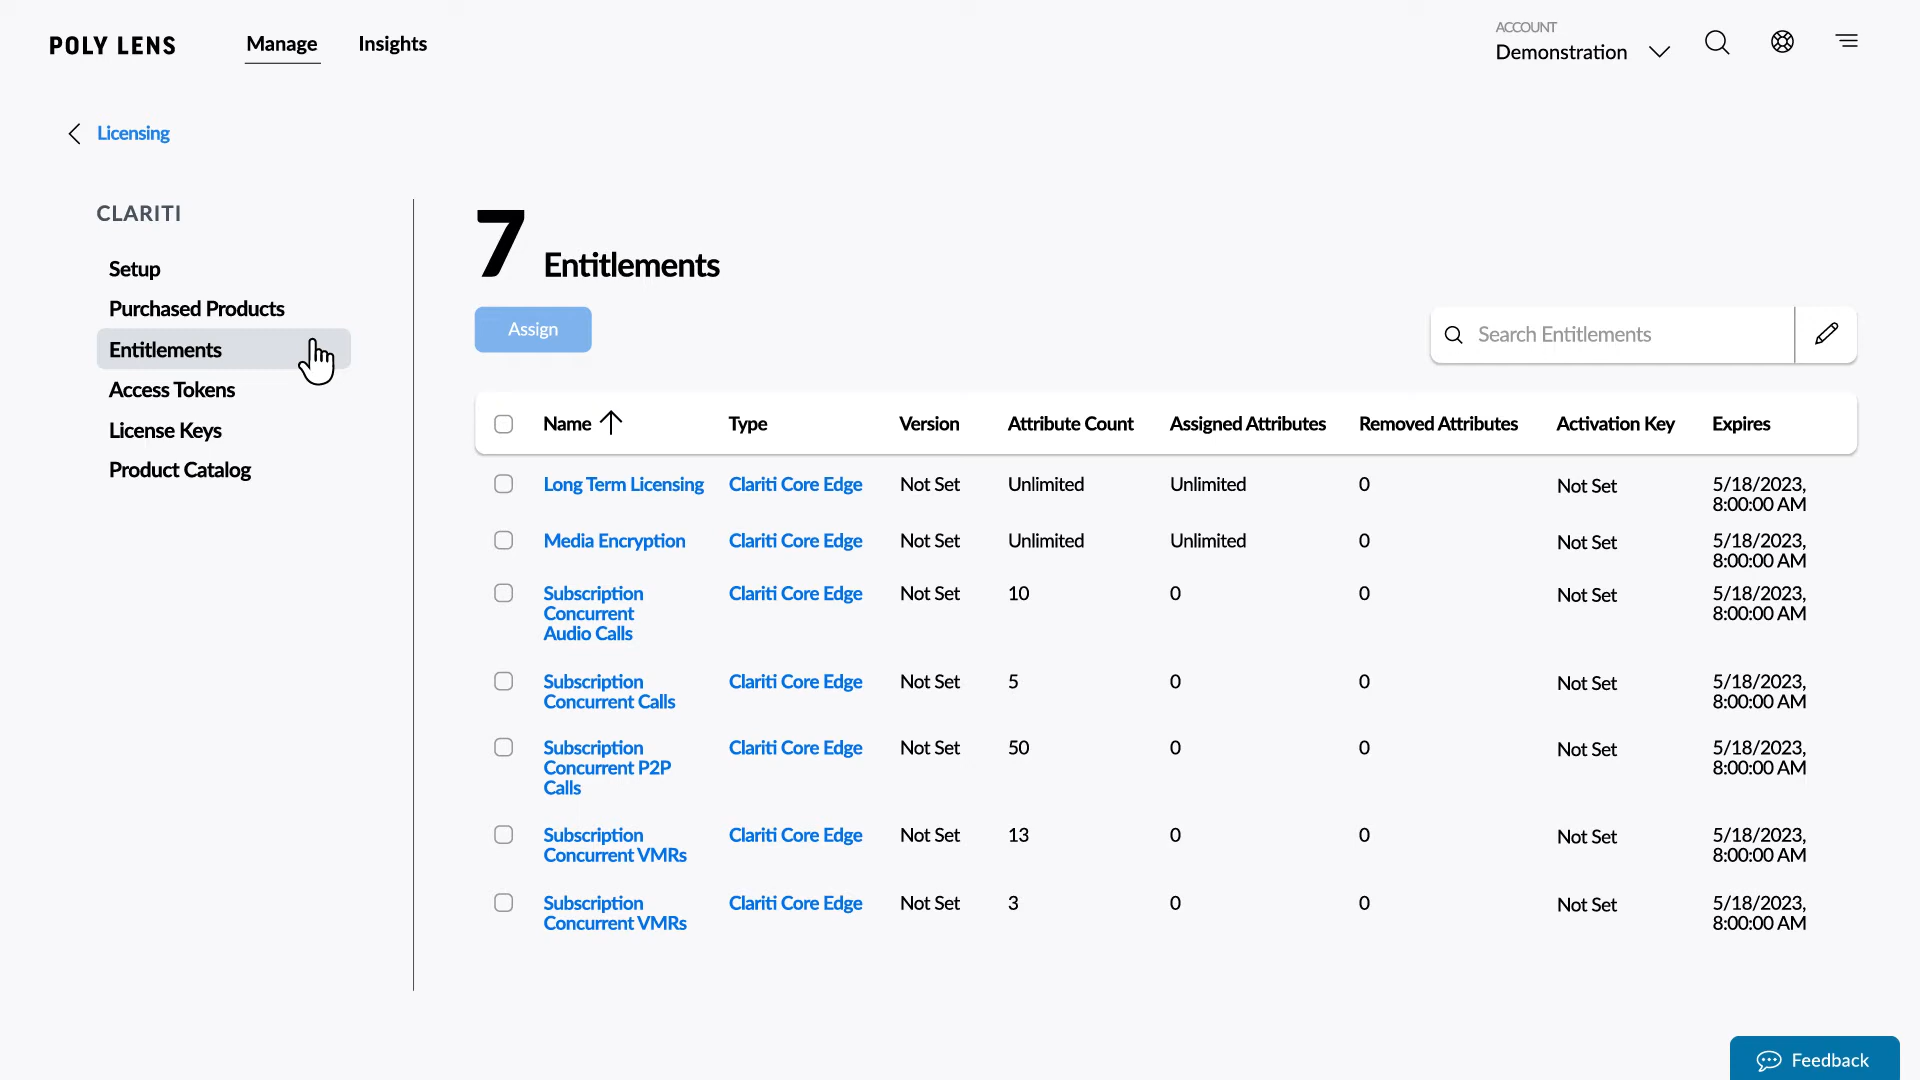 POLY LENS
Manage
Insights
ACCOUNT
Demonstration
Licensing
CLARITI
Setup
Purchased Products
Entitlements
Access Tokens
License Keys
Product Catalog
7 Entitlements
Assign
Search Entitlements
Name Type Version Attribute Count Assigned Attributes Removed Attributes Activation Key Expires
Long Term Licensing Clariti Core Edge Not Set Unlimited Unlimited 0 Not Set 5/18/2023,
8:00:00 AM
Media Encryption Clariti Core Edge Not Set Unlimited Unlimited 0 Not Set 5/18/2023,
8:00:00 AM
Subscription Clariti Core Edge Not Set 10 0 0 Not Set 5/18/2023,
Concurrent 8:00:00 AM
Audio Calls
Subscription Clariti Core Edge Not Set 5 0 0 Not Set 5/18/2023,
Concurrent Calls 8:00:00 AM
Subscription Clariti Core Edge Not Set 50 0 0 Not Set 5/18/2023,
Concurrent P2P 8:00:00 AM
Calls
Subscription Clariti Core Edge Not Set 13 0 0 Not Set 5/18/2023,
Concurrent VMRs 8:00:00 AM
Subscription Clariti Core Edge Not Set 3 0 0 Not Set 5/18/2023,
Concurrent VMRs 8:00:00 AM
Feedback